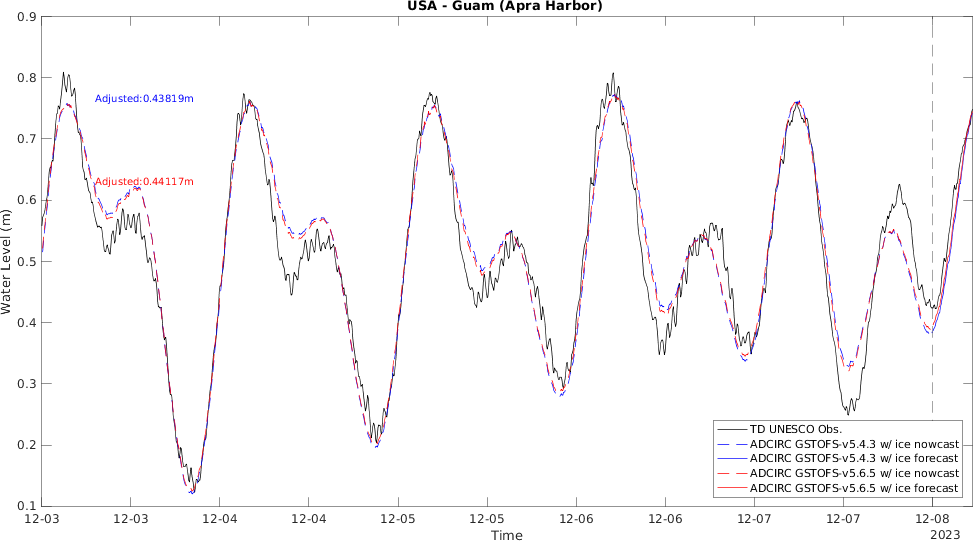 USA - Guam (Apra Harbor)
0.9
0.8
0.7
0.6
0.5
0.4
0.3
0.2
0.1
Water Level (m)
Adjusted:0.43819m
Adjusted:0.44117m
TD UNESCO Obs.
ADCIRC GSTOFS-v5.4.3 w/ ice nowcast
ADCIRC GSTOFS-v5.4.3 w/ ice forecast
ADCIRC GSTOFS-v5.6.5 w/ ice nowcast
ADCIRC GSTOFS-v5.6.5 w/ ice forecast
12-03 12-03 12-04 12-04 12-05 12-05 12-06 12-06 12-07 12-07 12-08
Time
2023